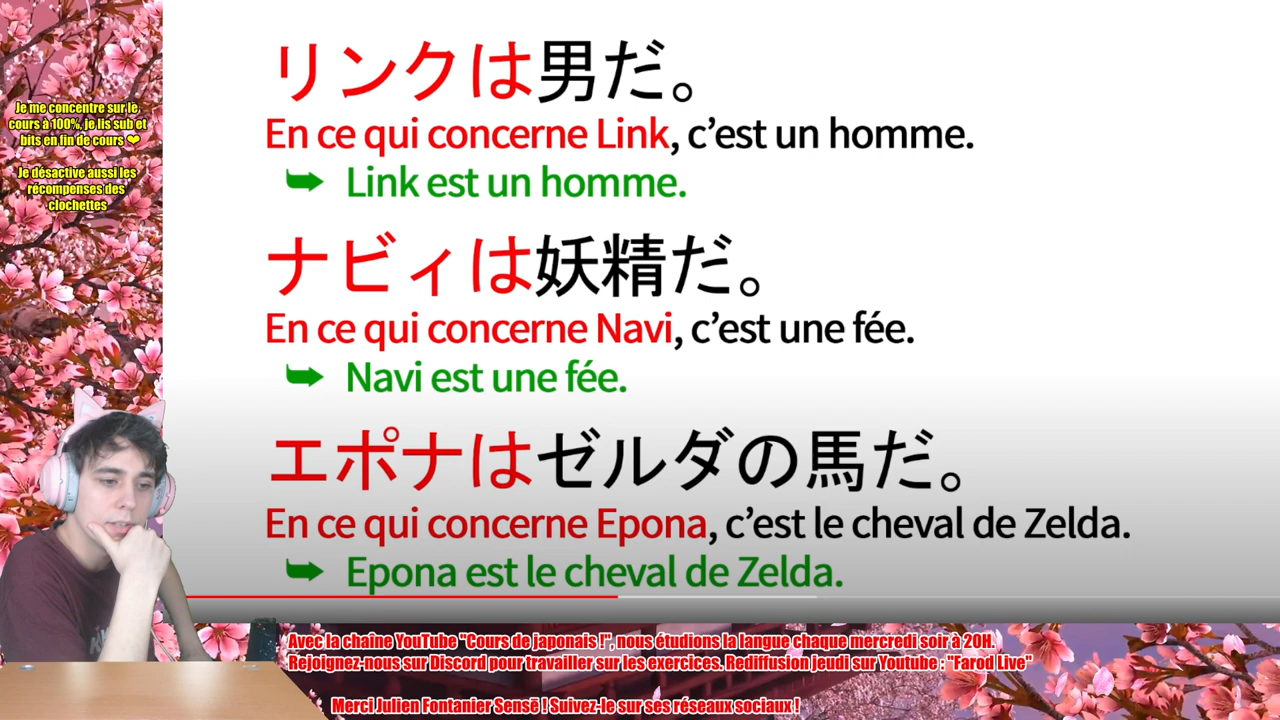 Je me concentre sur le
cours à 100%, je lis sub et
bits en fin de cours ❤
Je désactive aussi les
récompenses des
clochettes
リンクは男だ。
En ce qui concerne Link, c’est un homme.
➥ Link est un homme.
ナビィは妖精だ。
En ce qui concerne Navi, c’est une fée.
➥ Navi est une fée.
エポナはゼルダの馬だ。
En ce qui concerne Epona, c’est le cheval de Zelda.
➥ Epona est le cheval de Zelda.
Avec la chaîne YouTube "Cours de japonais !", nous étudions la langue chaque mercredi soir à 20H.
Rejoignez-nous sur Discord pour travailler sur les exercices. Rediffusion jeudi sur Youtube : "Farod Live"
Merci Julien Fontanier Sensē ! Suivez-le sur ses réseaux sociaux !